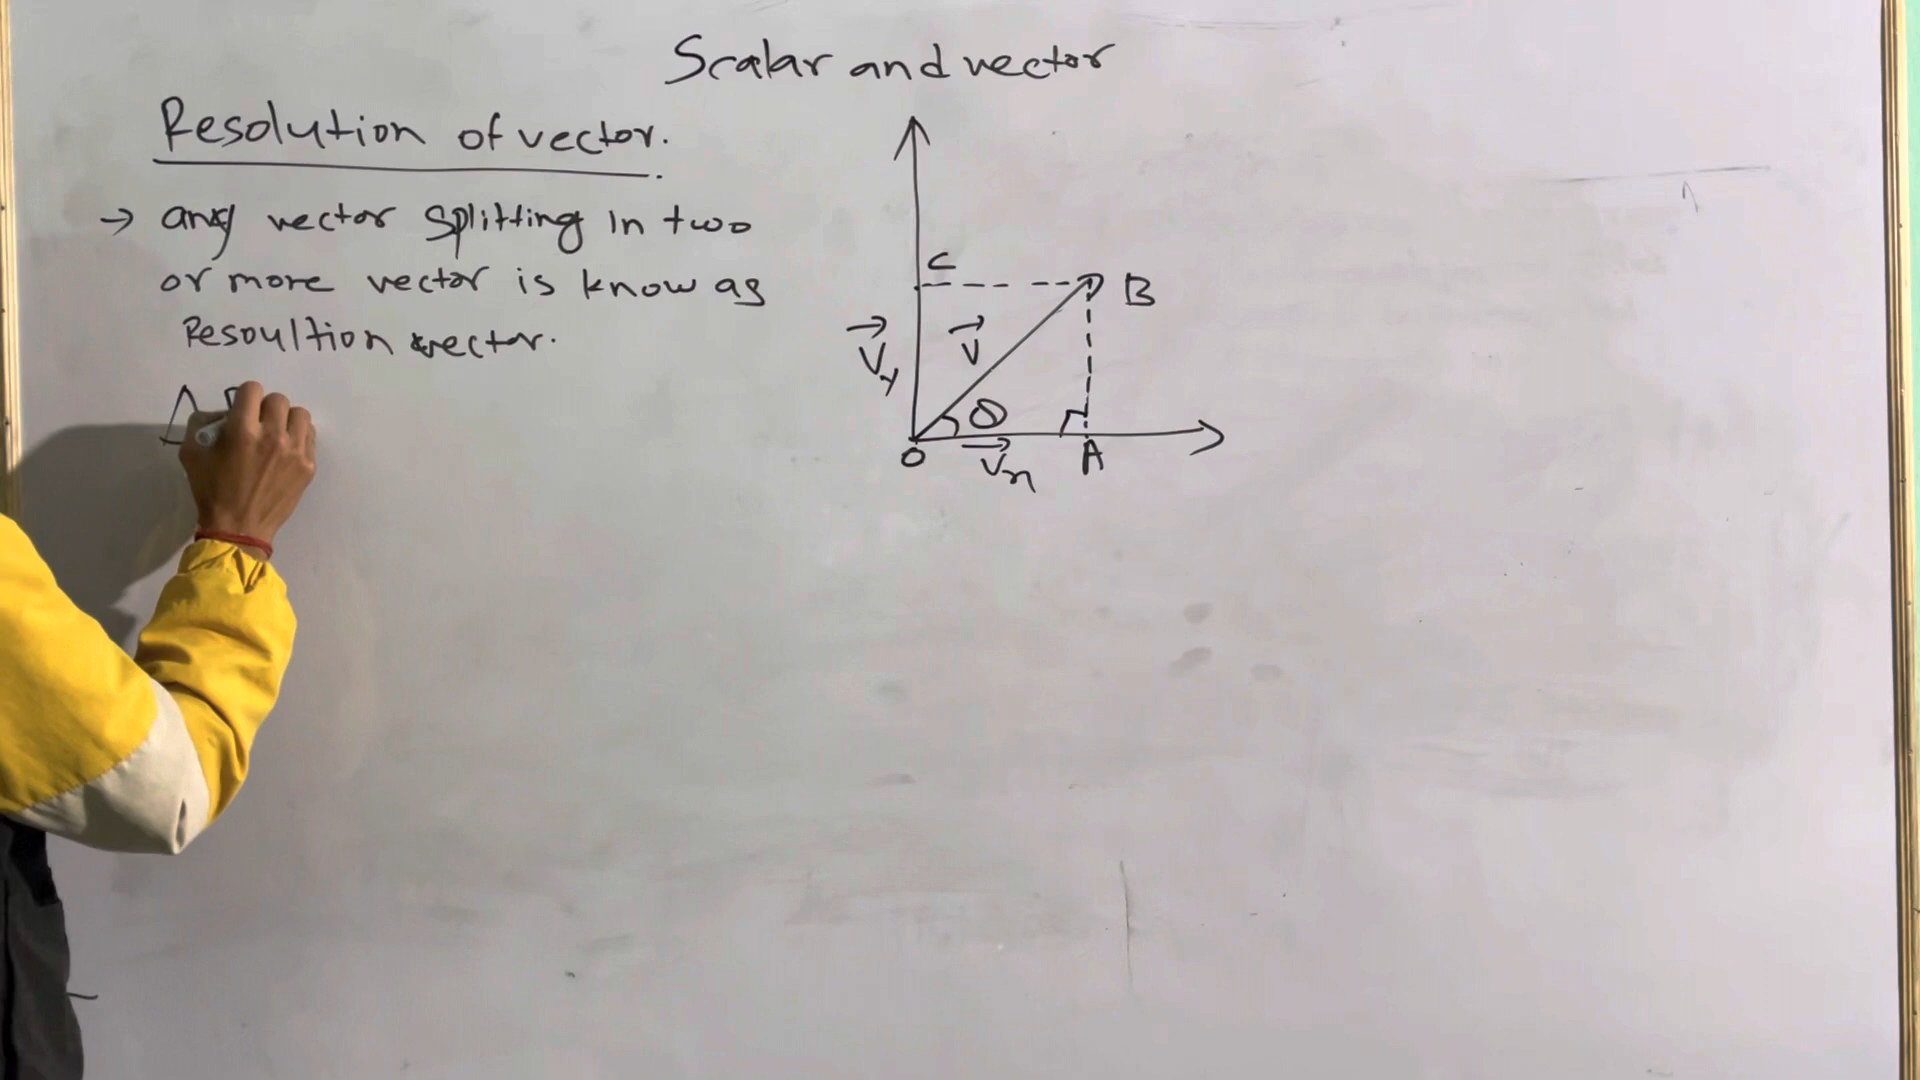 Scalar and vector
Resolution of vector.
→ any vector splitting in two
or more vector is know as
Resoultion vector.
C
B
V⃗y
V⃗
θ
O
V⃗x
A